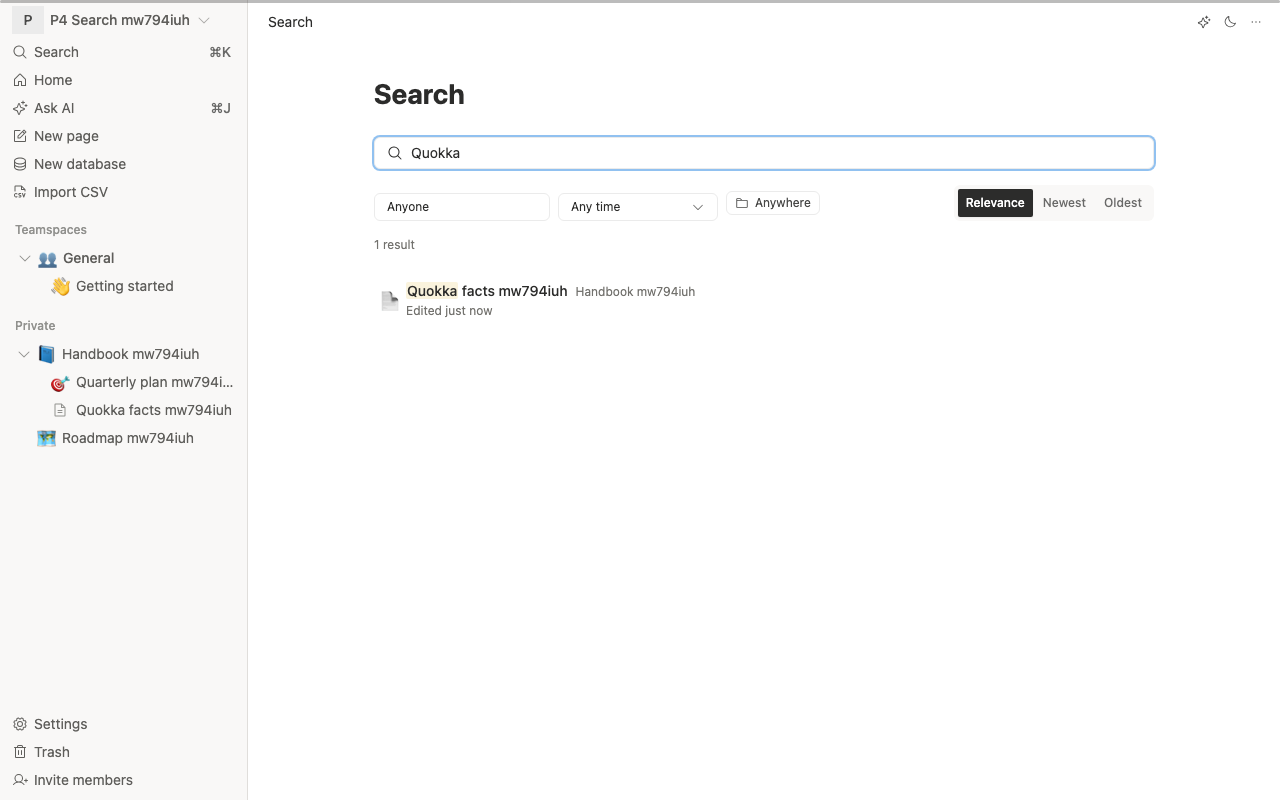 P P4 Search mw794iuh
Search ⌘K
Home
Ask AI ⌘J
New page
New database
Import CSV
Teamspaces
General
Getting started
Private
Handbook mw794iuh
Quarterly plan mw794i...
Quokka facts mw794iuh
Roadmap mw794iuh
Settings
Trash
Invite members
Search
Search
Quokka
Anyone
Any time
Anywhere
Relevance Newest Oldest
1 result
Quokka facts mw794iuh Handbook mw794iuh
Edited just now